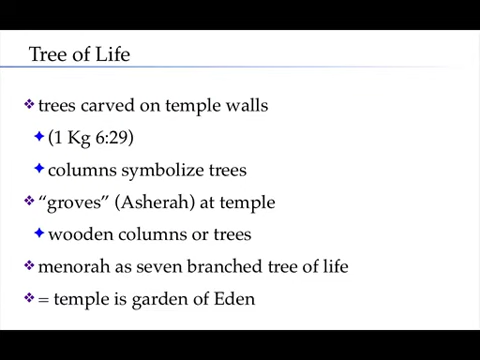 Tree of Life
❖ trees carved on temple walls
✦ (1 Kg 6:29)
✦ columns symbolize trees
❖ “groves” (Asherah) at temple
✦ wooden columns or trees
❖ menorah as seven branched tree of life
❖ = temple is garden of Eden